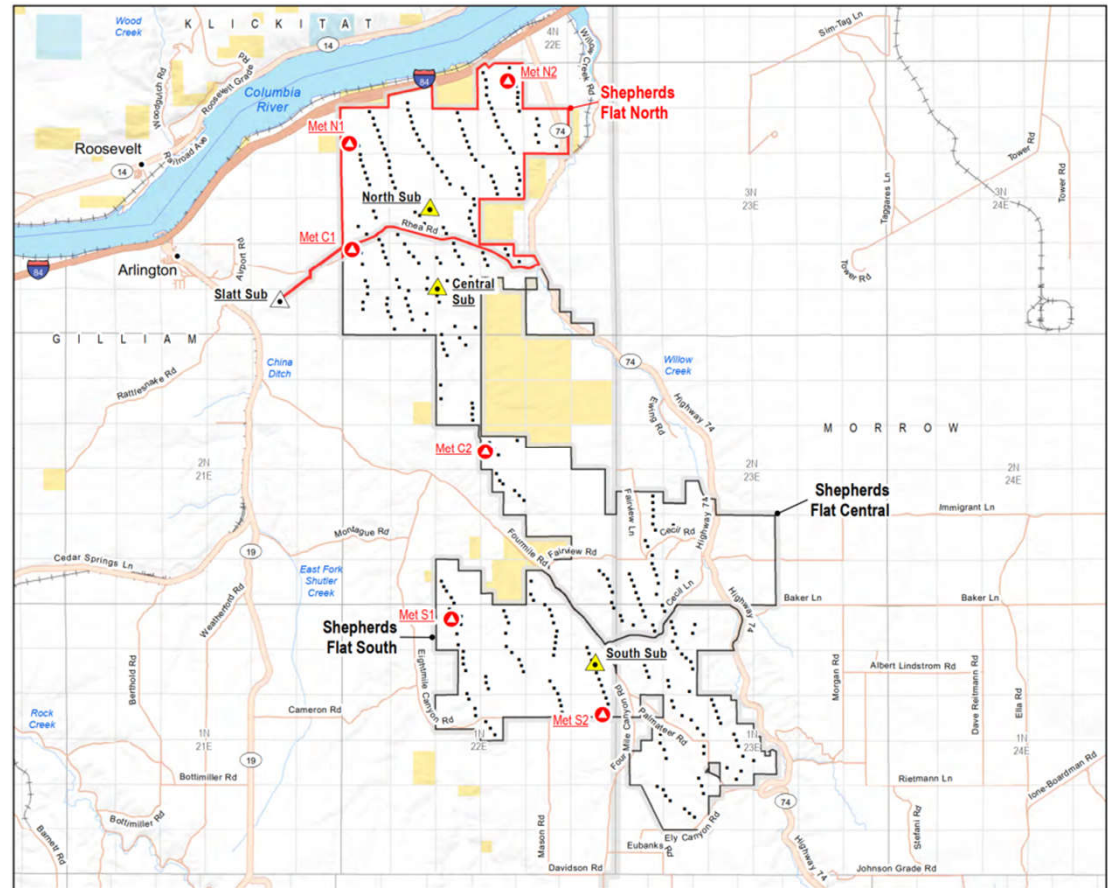 Wood
Creek
K L I C K I T A T
14
4N
22E
Willow
Creek Rd
Sim-Tag Ln
84
Met N2
Woodgulch Rd
Roosevelt Grade
Rd
Columbia
River
Shepherds
Flat North
74
Met N1
Roosevelt
Railroad Ave
14
Tower Rd
Tower Rd
Taggares Ln
3N
23E
3N
24E
North Sub
Rhea Rd
Met C1
Airport Rd
Arlington
84
Tower Rd
Slatt Sub
Central
Sub
G I L L I A M
China
Ditch
74
Willow
Creek
Rattlesnake Rd
Highway 74
Ewing Rd
M O R R O W
Met C2
2N
21E
2N
23E
2N
24E
Shepherds
Flat Central
Fairview Ln
Highway 74
Immigrant Ln
Cecil Rd
Montague Rd
Fourmile Rd
Fairview Rd
19
Cedar Springs Ln
East Fork
Shutler
Creek
Weatherford Rd
Cecil Ln
Highway 74
Baker Ln
Baker Ln
Met S1
Shepherds
Flat South
South Sub
Berthold Rd
Eightmile Canyon Rd
Morgan Rd
Albert Lindstrom Rd
Dave Reitmann Rd
Ella Rd
Rock
Creek
Cameron Rd
Met S2
Four Mile Canyon Rd
Palmateer Rd
1N
21E
1N
22E
1N
23E
1N
24E
19
Bottlmiller Rd
Rietmann Ln
Ione-Boardman Rd
74
Mason Rd
Ely Canyon Rd
Stefani Rd
Barnett Rd
Eubanks Rd
Davidson Rd
Highway 74
Johnson Grade Rd